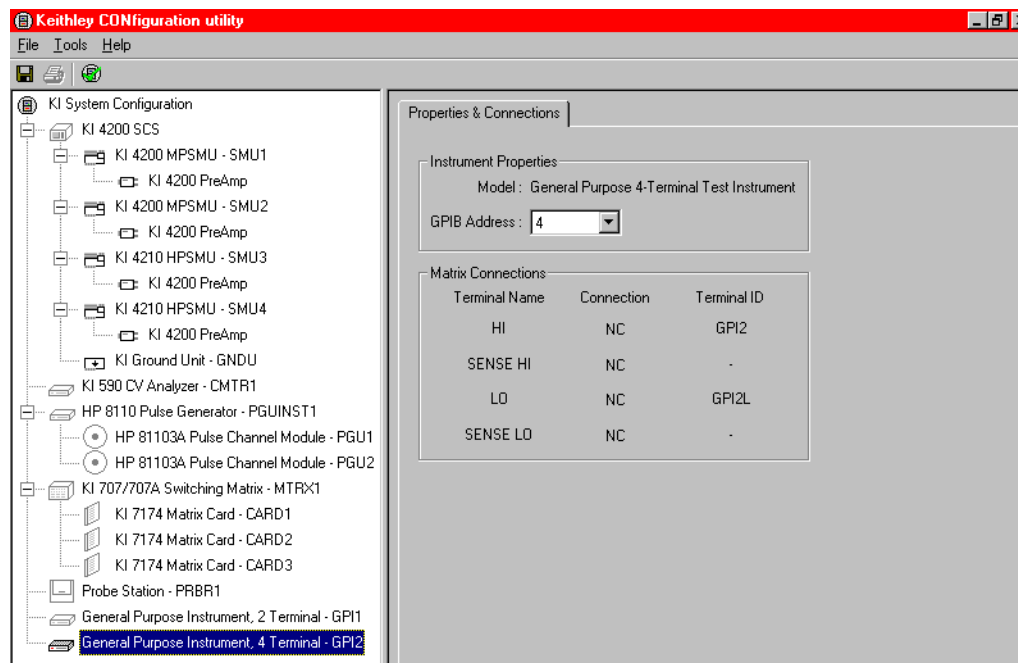 Keithley CONfiguration utility
File Tools Help
KI System Configuration
KI 4200 SCS
KI 4200 MPSMU - SMU1
KI 4200 PreAmp
KI 4200 MPSMU - SMU2
KI 4200 PreAmp
KI 4210 HPSMU - SMU3
KI 4200 PreAmp
KI 4210 HPSMU - SMU4
KI 4200 PreAmp
KI Ground Unit - GNDU
KI 590 CV Analyzer - CMTR1
HP 8110 Pulse Generator - PGUINST1
HP 81103A Pulse Channel Module - PGU1
HP 81103A Pulse Channel Module - PGU2
KI 707/707A Switching Matrix - MTRX1
KI 7174 Matrix Card - CARD1
KI 7174 Matrix Card - CARD2
KI 7174 Matrix Card - CARD3
Probe Station - PRBR1
General Purpose Instrument, 2 Terminal - GPI1
General Purpose Instrument, 4 Terminal - GPI2
Properties & Connections
Instrument Properties
Model : General Purpose 4-Terminal Test Instrument
GPIB Address : 4
Matrix Connections
Terminal Name Connection Terminal ID
HI NC GPI2
SENSE HI NC -
LO NC GPI2L
SENSE LO NC -